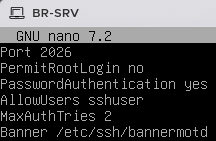 BR-SRV
GNU nano 7.2
Port 2026
PermitRootLogin no
PasswordAuthentication yes
AllowUsers sshuser
MaxAuthTries 2
Banner /etc/ssh/bannermotd